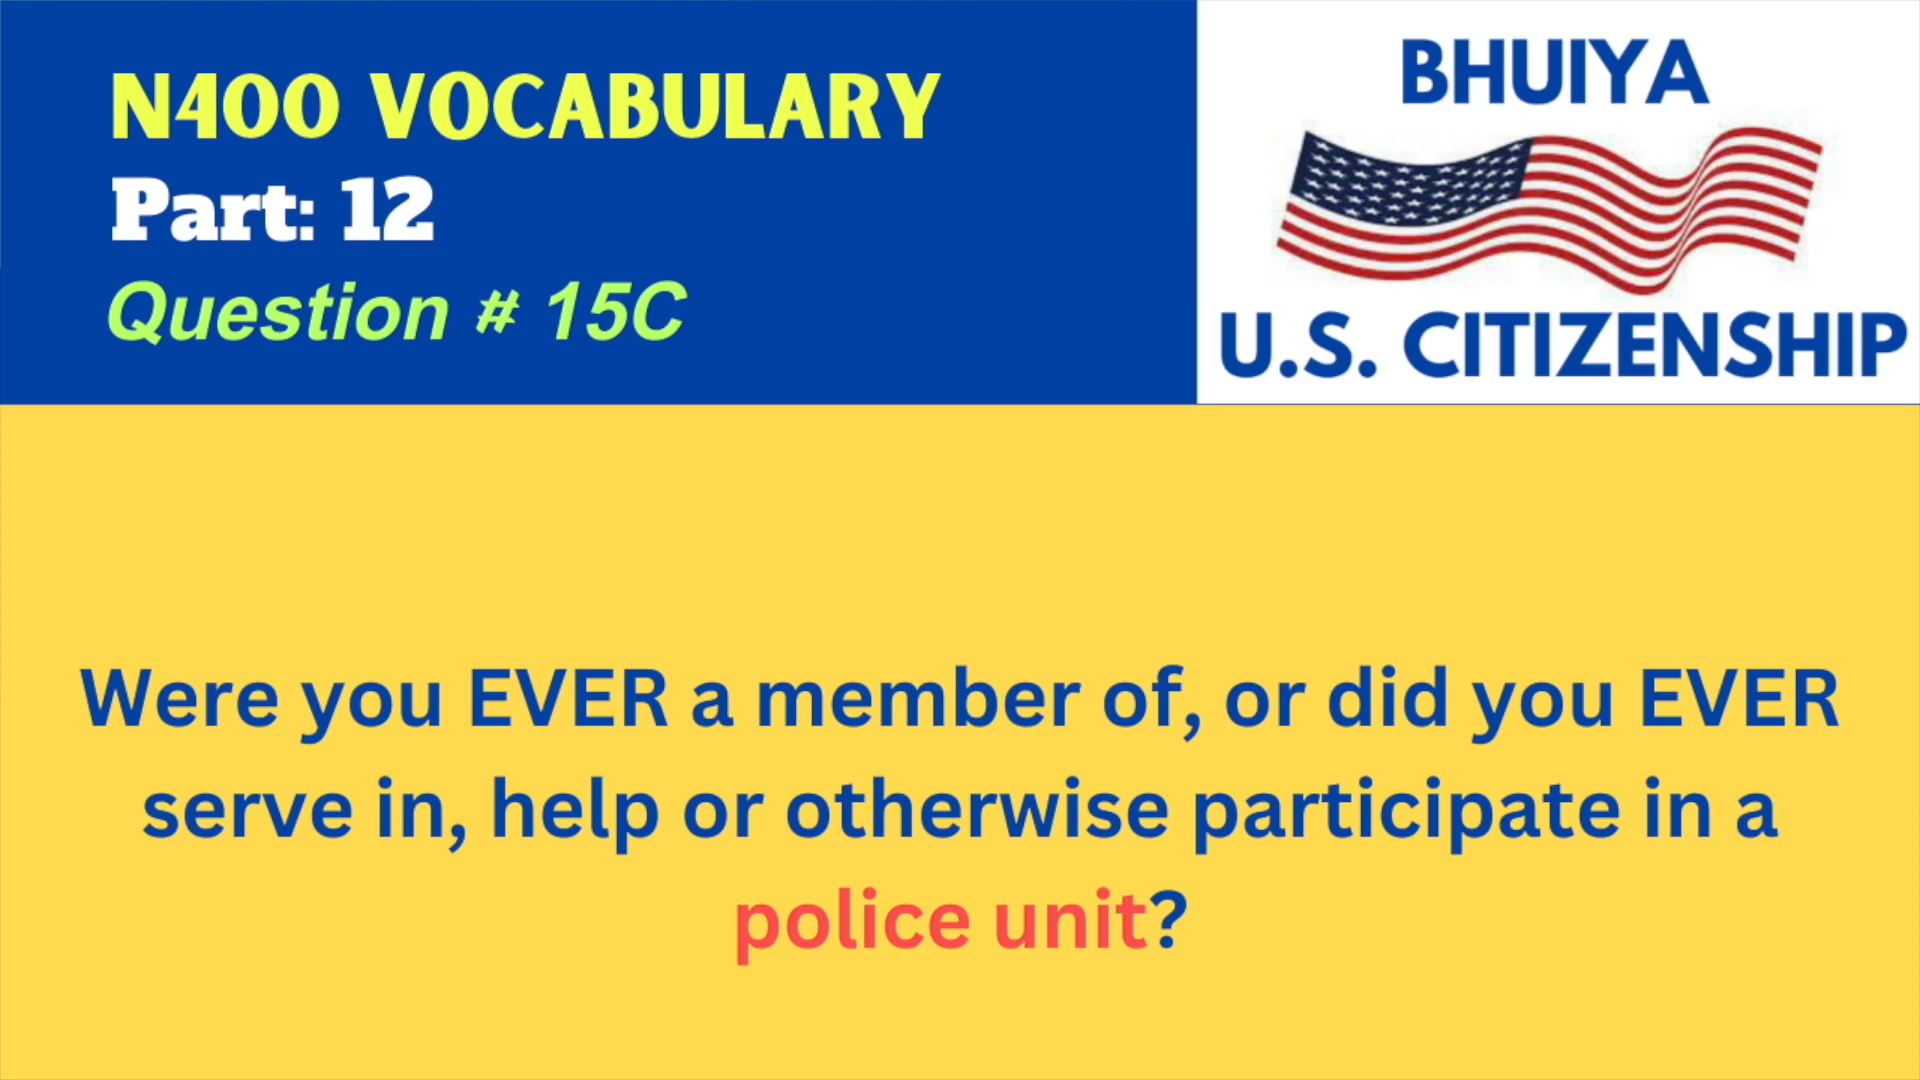 N400 VOCABULARY
Part: 12
Question # 15C
BHUIYA
U.S. CITIZENSHIP
Were you EVER a member of, or did you EVER
serve in, help or otherwise participate in a
police unit?